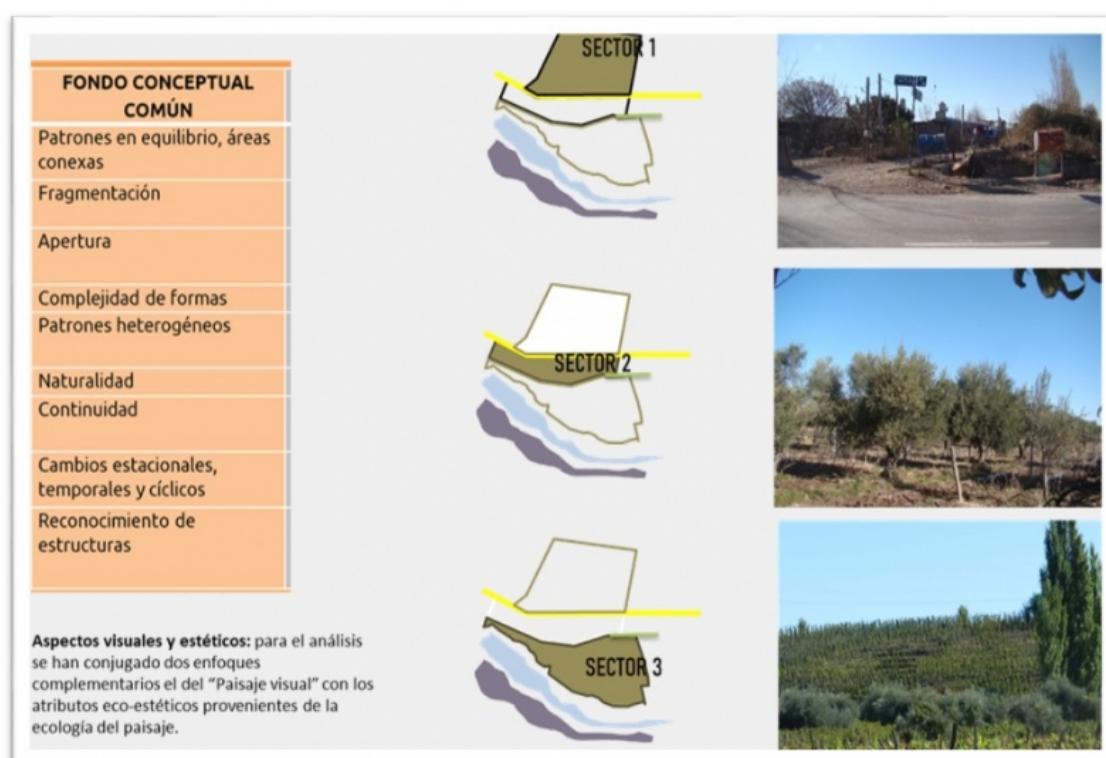 FONDO CONCEPTUAL
COMÚN
Patrones en equilibrio, áreas
conexas
Fragmentación
Apertura
Complejidad de formas
Patrones heterogéneos
Naturalidad
Continuidad
Cambios estacionales,
temporales y cíclicos
Reconocimiento de
estructuras
Aspectos visuales y estéticos: para el análisis
se han conjugado dos enfoques
complementarios el del “Paisaje visual” con los
atributos eco-estéticos provenientes de la
ecología del paisaje.
SECTOR 1
SECTOR 2
SECTOR 3